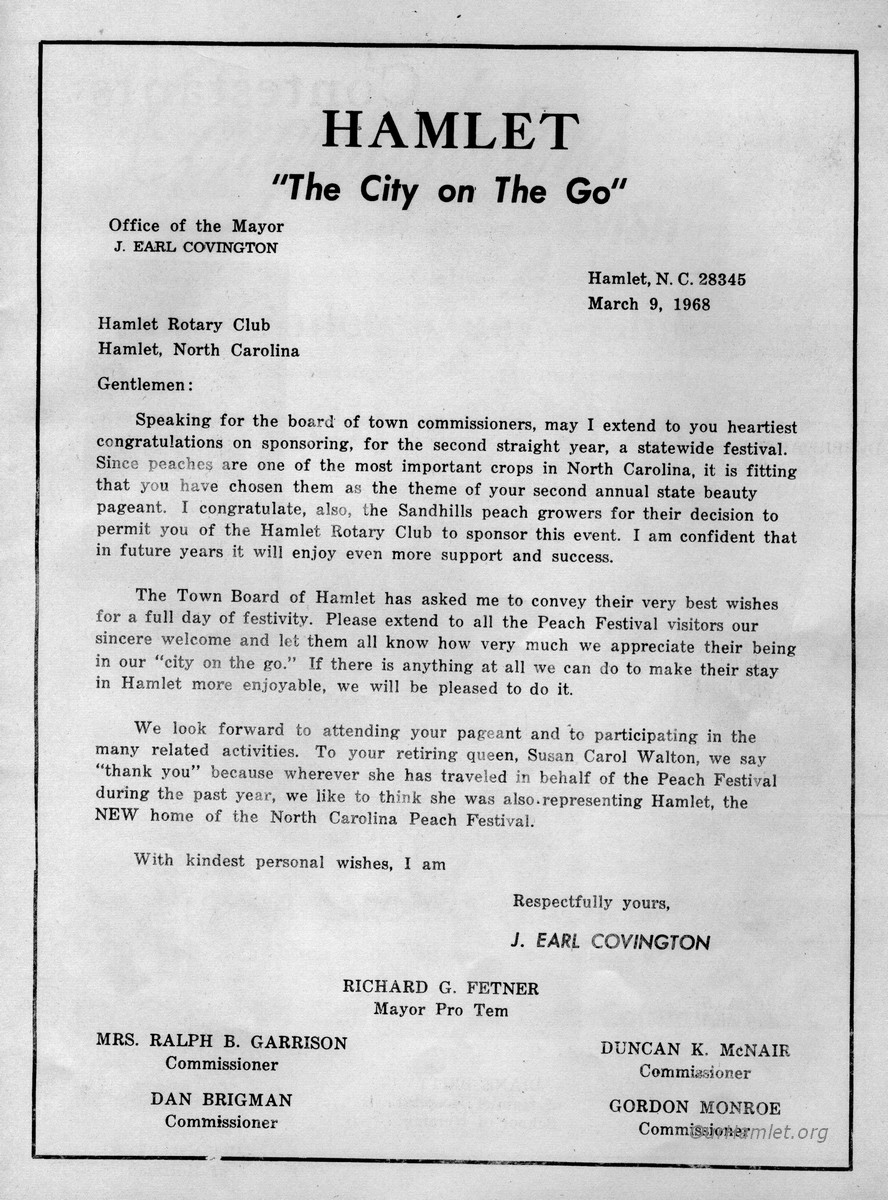 HAMLET
"The City on The Go"
Office of the Mayor
J. EARL COVINGTON
Hamlet, N. C. 28345
March 9, 1968
Hamlet Rotary Club
Hamlet, North Carolina
Gentlemen:
Speaking for the board of town commissioners, may I extend to you heartiest
congratulations on sponsoring, for the second straight year, a statewide festival.
Since peaches are one of the most important crops in North Carolina, it is fitting
that you have chosen them as the theme of your second annual state beauty
pageant. I congratulate, also, the Sandhills peach growers for their decision to
permit you of the Hamlet Rotary Club to sponsor this event. I am confident that
in future years it will enjoy even more support and success.
The Town Board of Hamlet has asked me to convey their very best wishes
for a full day of festivity. Please extend to all the Peach Festival visitors our
sincere welcome and let them all know how very much we appreciate their being
in our "city on the go." If there is anything at all we can do to make their stay
in Hamlet more enjoyable, we will be pleased to do it.
We look forward to attending your pageant and to participating in the
many related activities. To your retiring queen, Susan Carol Walton, we say
"thank you" because wherever she has traveled in behalf of the Peach Festival
during the past year, we like to think she was also representing Hamlet, the
NEW home of the North Carolina Peach Festival.
With kindest personal wishes, I am
Respectfully yours,
J. EARL COVINGTON
RICHARD G. FETNER
Mayor Pro Tem
MRS. RALPH B. GARRISON
Commissioner
DUNCAN K. McNAIR
Commissioner
DAN BRIGMAN
Commissioner
GORDON MONROE
Commissioner
OurHamlet.org